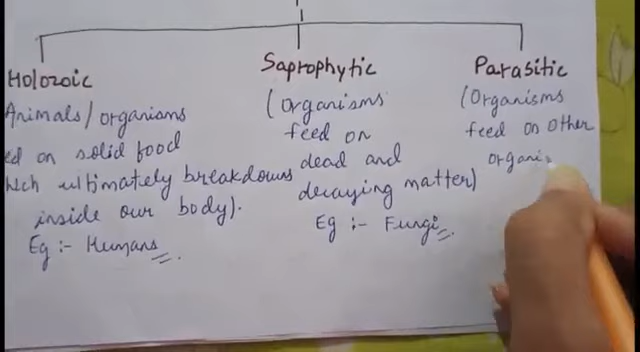 Holozoic
Animals/organisms
ed on solid food
hich ultimately breakdowns
inside our body).
Eg :- Humans.
Saprophytic
(organisms
feed on
dead and
decaying matter)
Eg :- Fungi
Parasitic
(Organisms
feed on other
organis